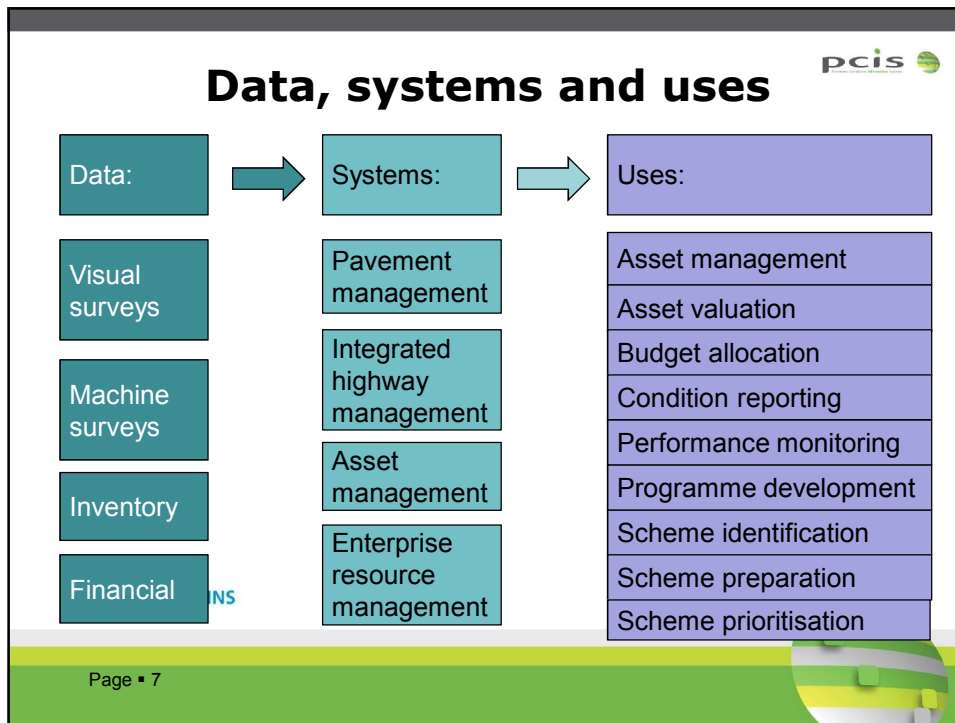 pcis
Data, systems and uses
Data:
Systems:
Uses:
Visual
surveys
Machine
surveys
Inventory
Financial
INS
Pavement
management
Integrated
highway
management
Asset
management
Enterprise
resource
management
Asset management
Asset valuation
Budget allocation
Condition reporting
Performance monitoring
Programme development
Scheme identification
Scheme preparation
Scheme prioritisation
Page ▪ 7